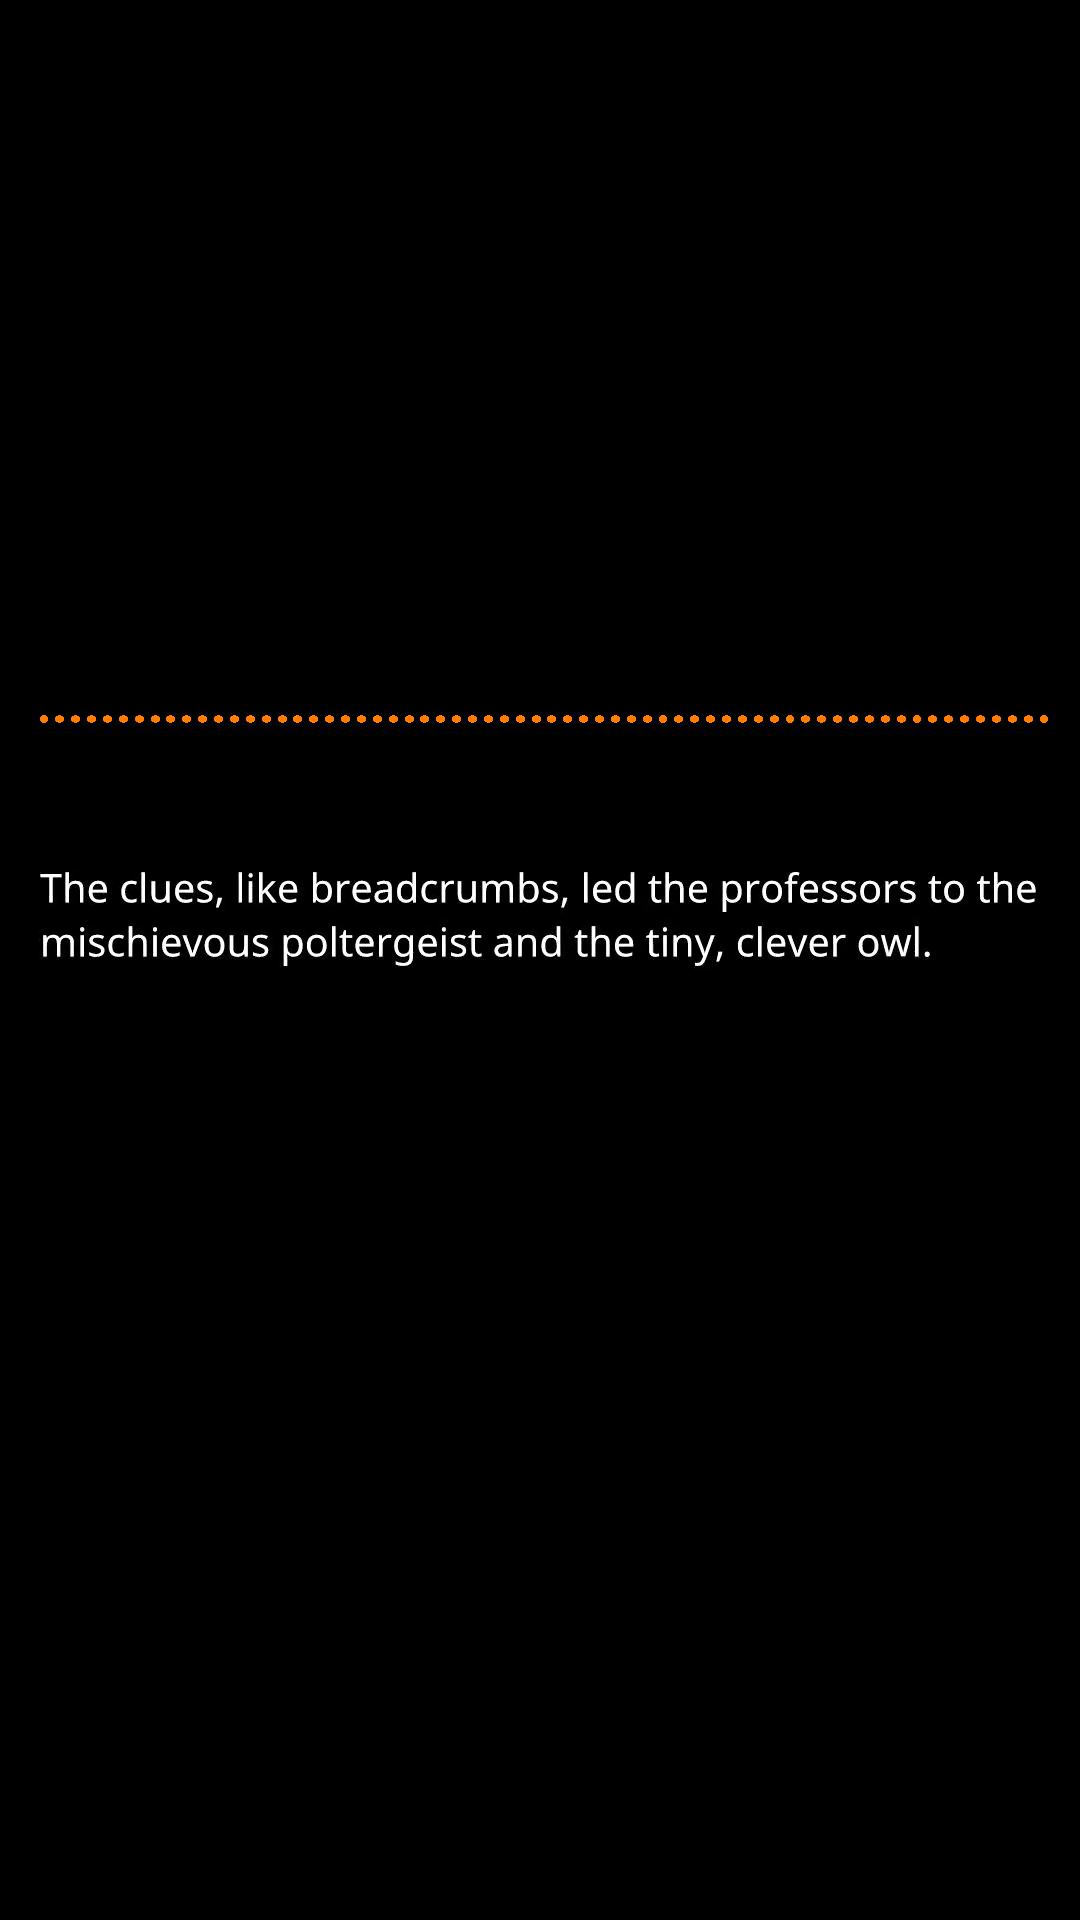 The clues, like breadcrumbs, led the professors to the
mischievous poltergeist and the tiny, clever owl.